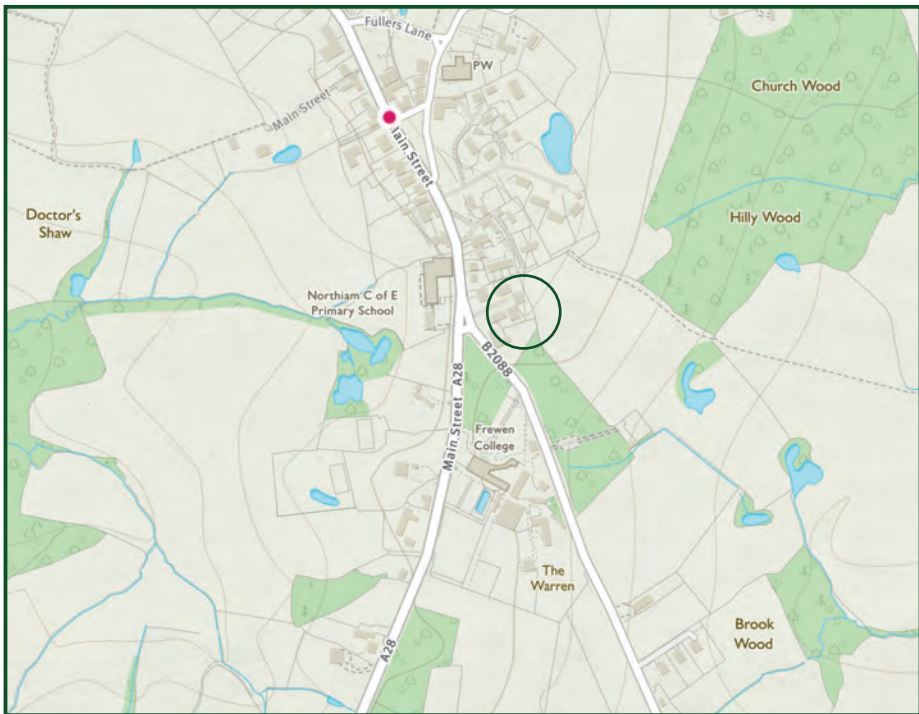 Fullers Lane
PW
Church Wood
Main Street
Main Street
Doctor's
Shaw
Hilly Wood
Northiam C of E
Primary School
B2088
Main Street A28
Frewen
College
The
Warren
Brook
Wood
A28